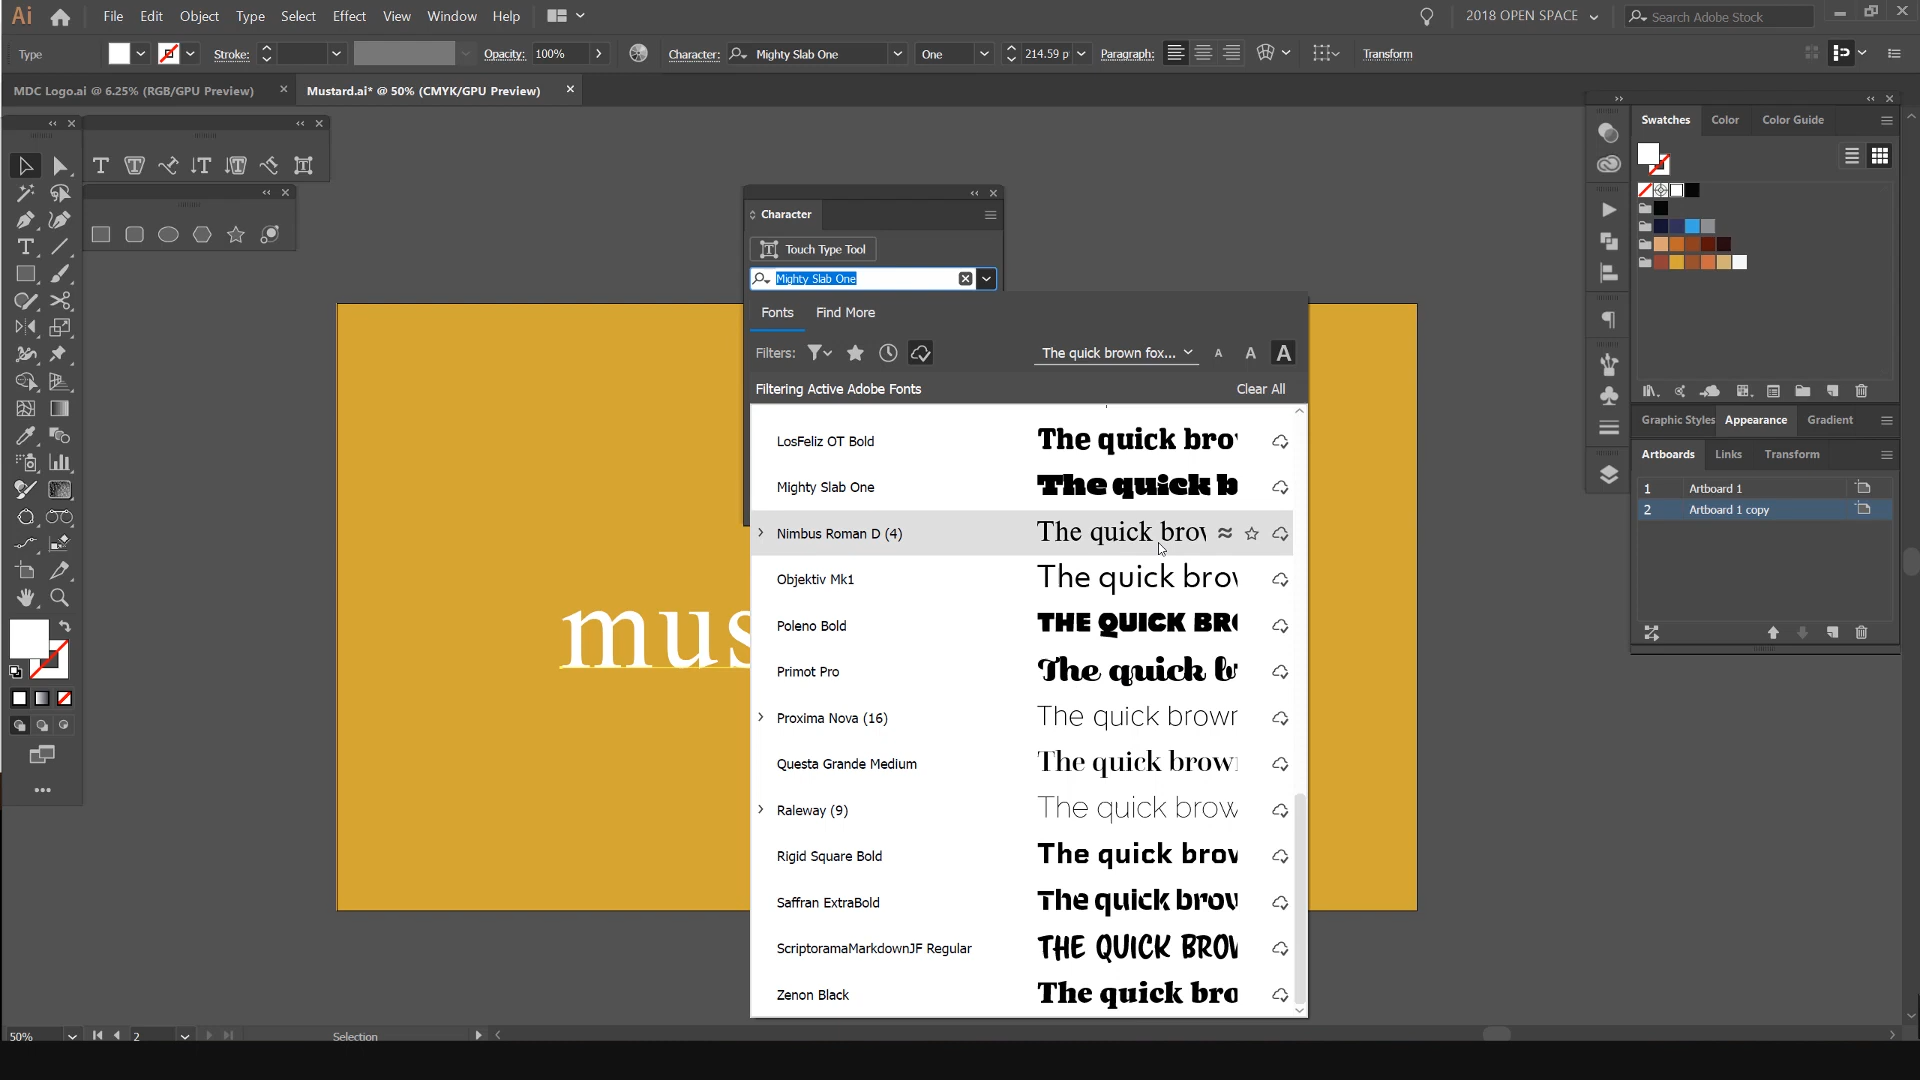 Ai File Edit Object Type Select Effect View Window Help 2018 OPEN SPACE Search Adobe Stock
Type Stroke: Opacity: 100% Character: Mighty Slab One One 214.59 p Paragraph: Transform
MDC Logo.ai @ 6.25% (RGB/GPU Preview) Mustard.ai* @ 50% (CMYK/GPU Preview)
Swatches Color Color Guide
Character
Touch Type Tool
Mighty Slab One
Fonts Find More
Filters: The quick brown fox... A A A
Filtering Active Adobe Fonts Clear All
LosFeliz OT Bold The quick brov
Mighty Slab One The quick b
Nimbus Roman D (4) The quick brov
Objektiv Mk1 The quick brov
Poleno Bold THE QUICK BRO
Primot Pro The quick b
Proxima Nova (16) The quick brown
Questa Grande Medium The quick brown
Raleway (9) The quick brow
Rigid Square Bold The quick brov
Saffran ExtraBold The quick brov
ScriptoramaMarkdownJF Regular THE QUICK BROW
Zenon Black The quick bro
mus
Graphic Styles Appearance Gradient
Artboards Links Transform
1 Artboard 1
2 Artboard 1 copy
50% 2 Selection